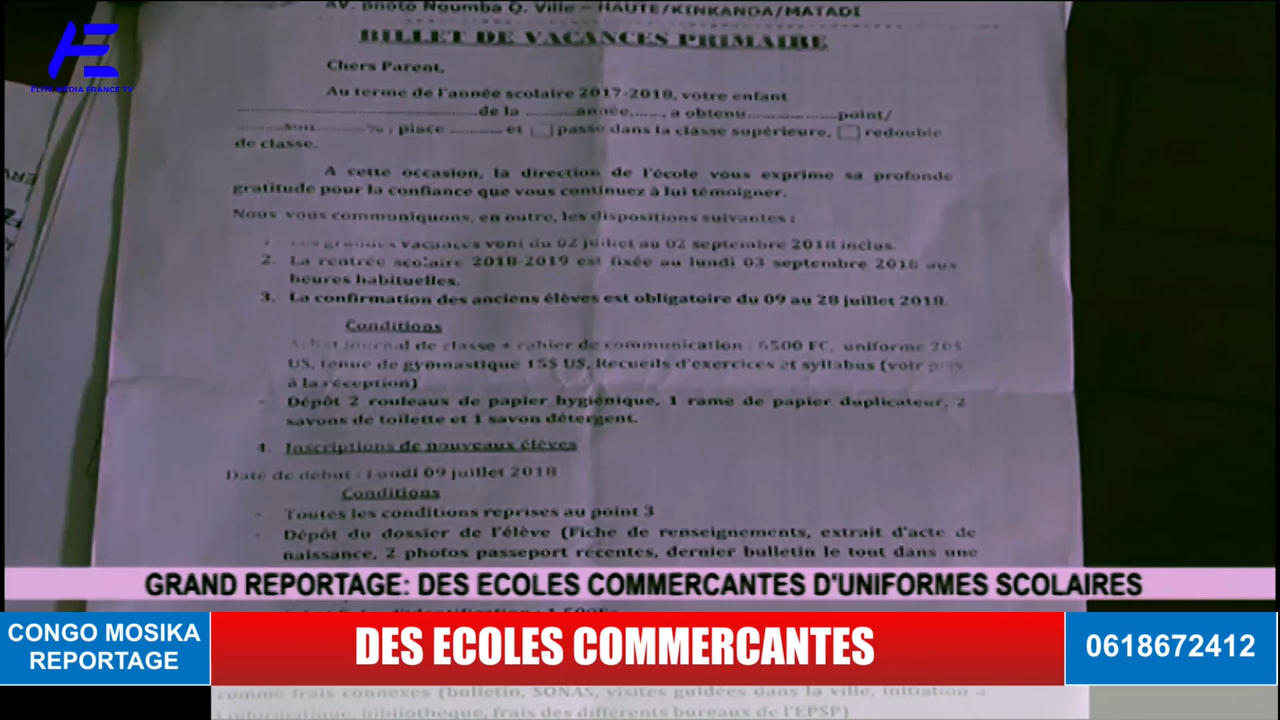 AV. photo Noumba Q. Ville – HAUTE/KINKANDA/MATADI
BILLET DE VACANCES PRIMAIRE
ELYON MEDIA FRANCE TV
Chers Parent,
Au terme de l'année scolaire 2017-2018, votre enfant
de la année, a obtenu point/
soit % ; place et passe dans la classe supérieure, redouble
de classe.
A cette occasion, la direction de l'école vous exprime sa profonde
gratitude pour la confiance que vous continuez à lui témoigner.
Nous vous communiquons, en outre, les dispositions suivantes :
Les grandes vacances vont du 02 juillet au 02 septembre 2018 inclus.
2. La rentrée scolaire 2018-2019 est fixée au lundi 03 septembre 2018 aux
heures habituelles.
3. La confirmation des anciens élèves est obligatoire du 09 au 28 juillet 2018.
Conditions
Achat journal de classe + cahier de communication : 6500 FC, uniforme 20$
US, tenue de gymnastique 15$ US, Recueils d'exercices et syllabus (voir prix
à la réception)
- Dépôt 2 rouleaux de papier hygiénique, 1 rame de papier duplicateur, 2
savons de toilette et 1 savon détergent.
4. Inscriptions de nouveaux élèves
Date de début : Lundi 09 juillet 2018
Conditions
- Toutes les conditions reprises au point 3
- Dépôt du dossier de l'élève (Fiche de renseignements, extrait d'acte de
naissance, 2 photos passeport récentes, dernier bulletin le tout dans une
GRAND REPORTAGE: DES ECOLES COMMERCANTES D'UNIFORMES SCOLAIRES
CONGO MOSIKA
REPORTAGE
DES ECOLES COMMERCANTES
0618672412
comme frais connexes (bulletin, SONAS, visites guidées dans la ville, initiation à
l'informatique, bibliothèque, frais des différents bureaux de l'EPSP)